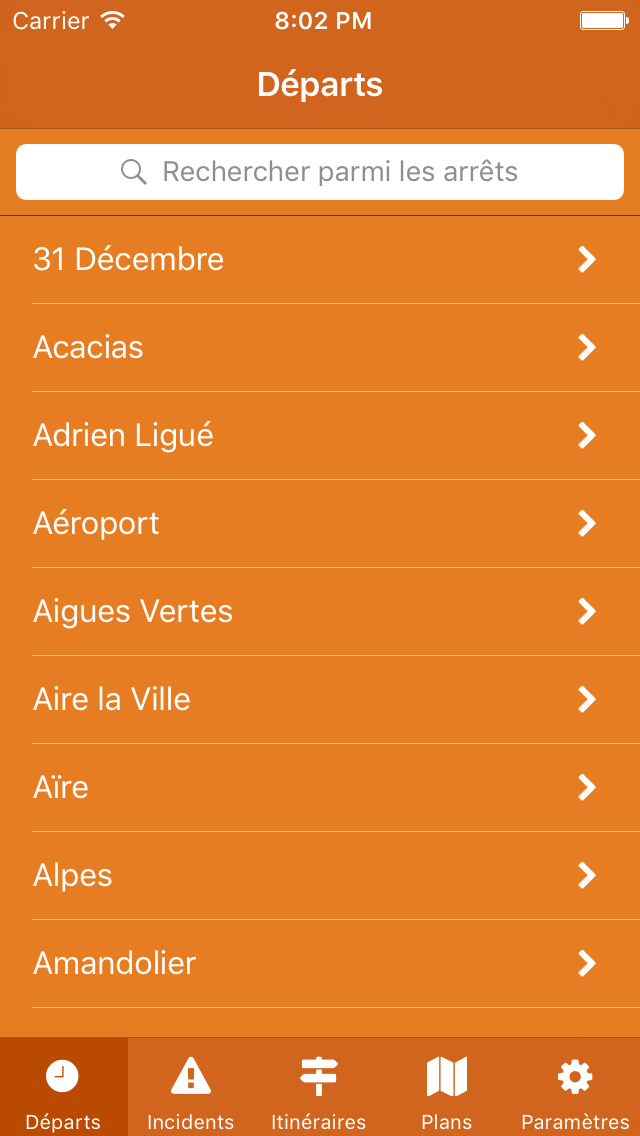 Carrier 8:02 PM
Départs
Rechercher parmi les arrêts
31 Décembre
Acacias
Adrien Ligué
Aéroport
Aigues Vertes
Aire la Ville
Aïre
Alpes
Amandolier
Départs Incidents Itinéraires Plans Paramètres